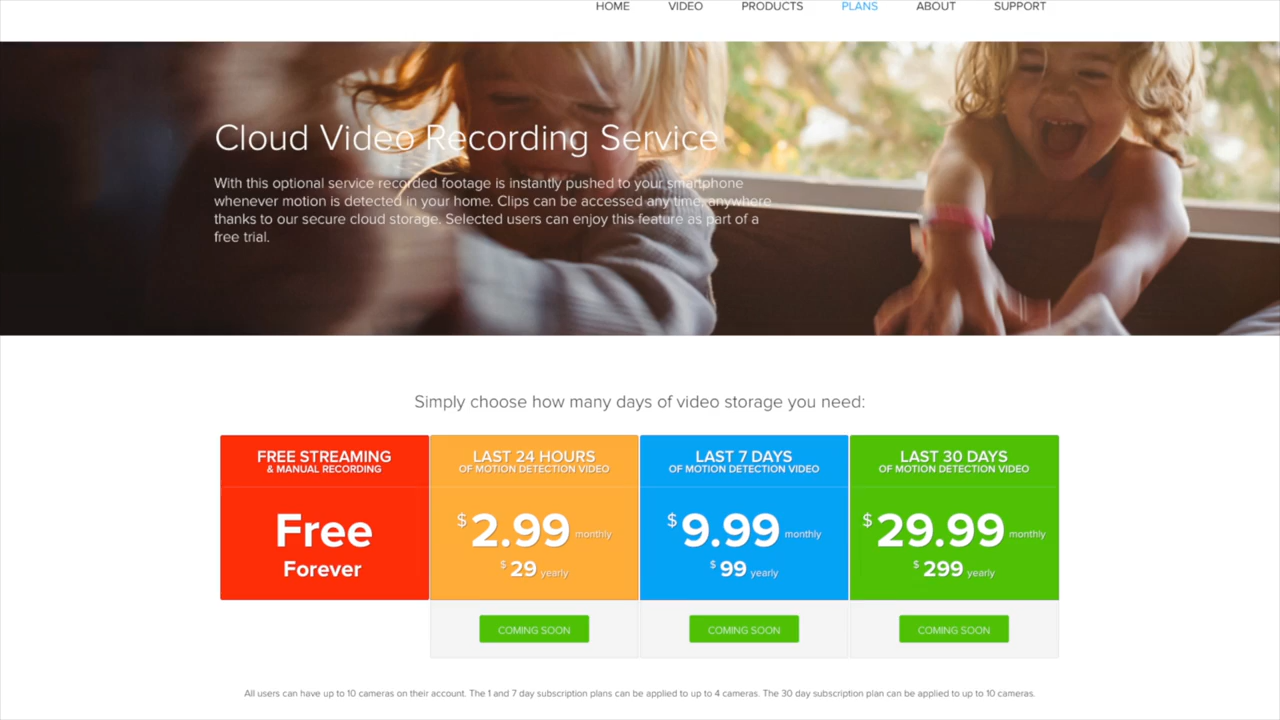 HOME VIDEO PRODUCTS PLANS ABOUT SUPPORT
Cloud Video Recording Service
With this optional service recorded footage is instantly pushed to your smartphone
whenever motion is detected in your home. Clips can be accessed any time, anywhere
thanks to our secure cloud storage. Selected users can enjoy this feature as part of a
free trial.
Simply choose how many days of video storage you need:
FREE STREAMING
& MANUAL RECORDING
Free
Forever
LAST 24 HOURS
OF MOTION DETECTION VIDEO
$2.99 monthly
$29 yearly
COMING SOON
LAST 7 DAYS
OF MOTION DETECTION VIDEO
$9.99 monthly
$99 yearly
COMING SOON
LAST 30 DAYS
OF MOTION DETECTION VIDEO
$29.99 monthly
$299 yearly
COMING SOON
All users can have up to 10 cameras on their account. The 1 and 7 day subscription plans can be applied to up to 4 cameras. The 30 day subscription plan can be applied to up to 10 cameras.